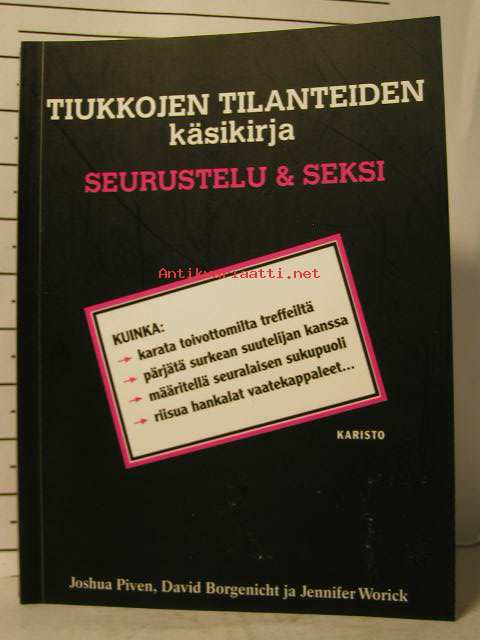 TIUKKOJEN TILANTEIDEN
käsikirja
SEURUSTELU & SEKSI
Antikvariaatti.net
KUINKA:
→ karata toivottomilta treffeiltä
→ pärjätä surkean suutelijan kanssa
→ määritellä seuralaisen sukupuoli
→ riisua hankalat vaatekappaleet...
KARISTO
Joshua Piven, David Borgenicht ja Jennifer Worick